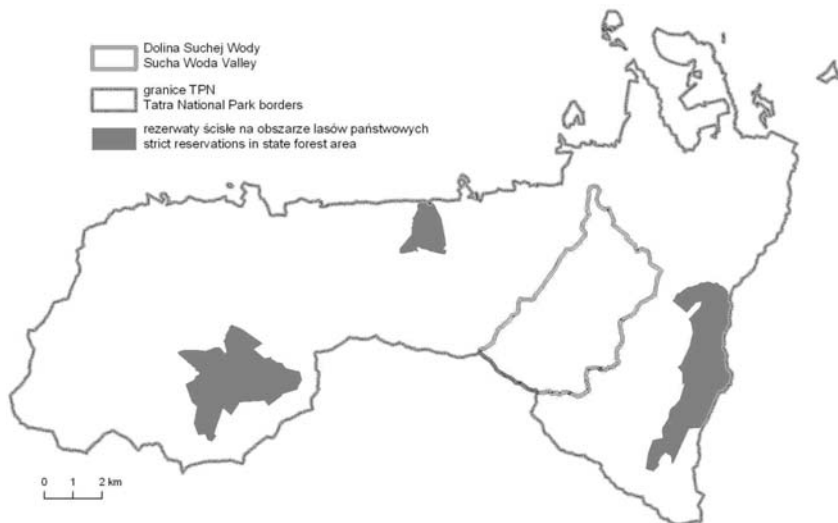 Dolina Suchej Wody
Sucha Woda Valley
granice TPN
Tatra National Park borders
rezerwaty ścisłe na obszarze lasów państwowych
strict reservations in state forest area
0 1 2 km